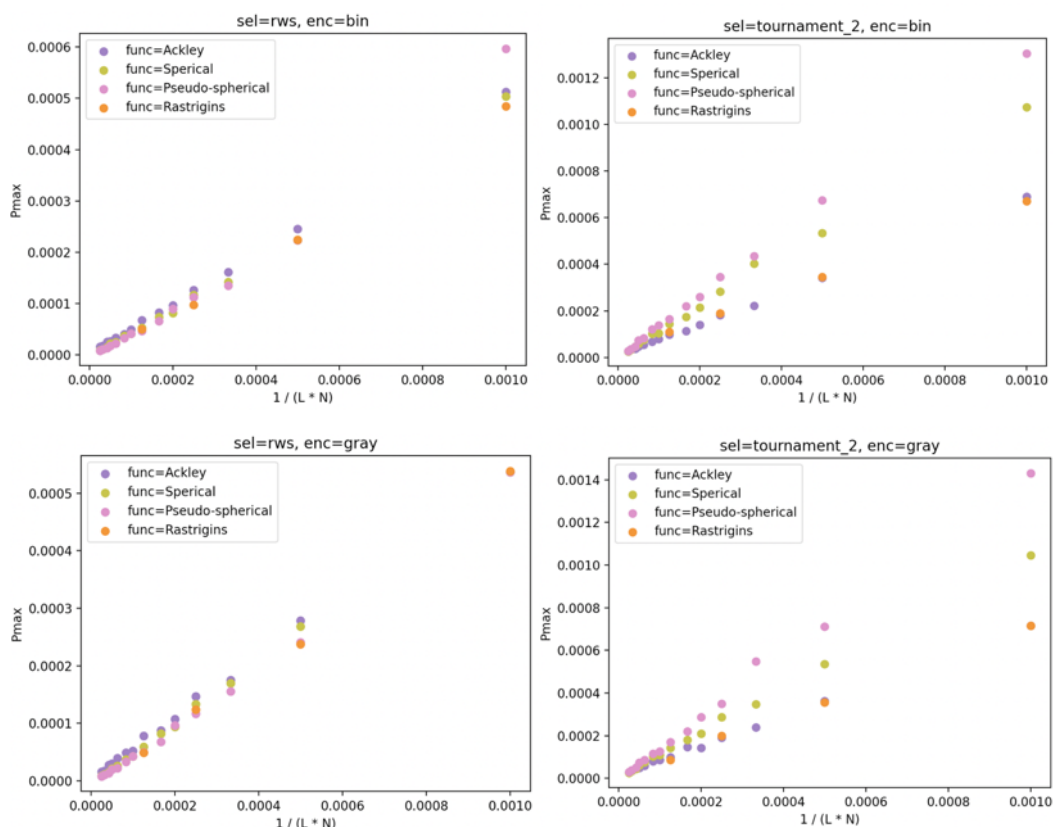 sel=rws, enc=bin
0.0006
0.0005
0.0004
0.0003
0.0002
0.0001
0.0000
Pmax
func=Ackley
func=Sperical
func=Pseudo-spherical
func=Rastrigins
0.0000 0.0002 0.0004 0.0006 0.0008 0.0010
1 / (L * N)
sel=tournament_2, enc=bin
0.0012
0.0010
0.0008
0.0006
0.0004
0.0002
0.0000
Pmax
func=Ackley
func=Sperical
func=Pseudo-spherical
func=Rastrigins
0.0000 0.0002 0.0004 0.0006 0.0008 0.0010
1 / (L * N)
sel=rws, enc=gray
0.0005
0.0004
0.0003
0.0002
0.0001
0.0000
Pmax
func=Ackley
func=Sperical
func=Pseudo-spherical
func=Rastrigins
0.0000 0.0002 0.0004 0.0006 0.0008 0.0010
1 / (L * N)
sel=tournament_2, enc=gray
0.0014
0.0012
0.0010
0.0008
0.0006
0.0004
0.0002
0.0000
Pmax
func=Ackley
func=Sperical
func=Pseudo-spherical
func=Rastrigins
0.0000 0.0002 0.0004 0.0006 0.0008 0.0010
1 / (L * N)